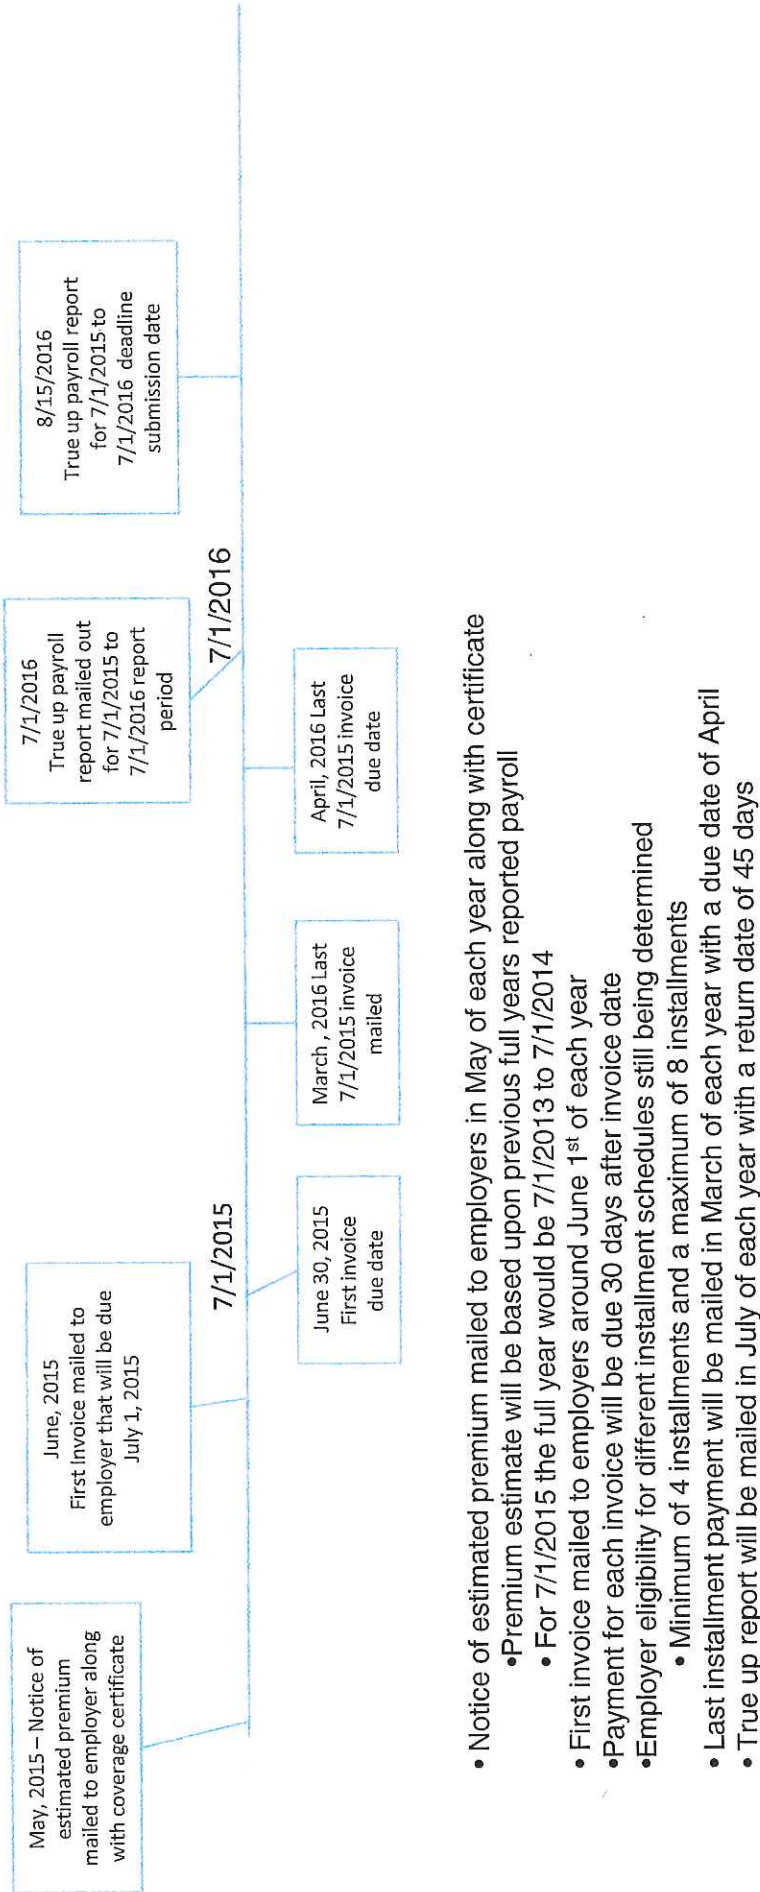 May, 2015 – Notice of
estimated premium
mailed to employer along
with coverage certificate
June, 2015
First Invoice mailed to
employer that will be due
July 1, 2015
7/1/2015
June 30, 2015
First invoice
due date
March , 2016 Last
7/1/2015 invoice
mailed
April, 2016 Last
7/1/2015 invoice
due date
7/1/2016
True up payroll
report mailed out
for 7/1/2015 to
7/1/2016 report
period
7/1/2016
8/15/2016
True up payroll report
for 7/1/2015 to
7/1/2016 deadline
submission date
• Notice of estimated premium mailed to employers in May of each year along with certificate
•Premium estimate will be based upon previous full years reported payroll
• For 7/1/2015 the full year would be 7/1/2013 to 7/1/2014
• First invoice mailed to employers around June 1st of each year
•Payment for each invoice will be due 30 days after invoice date
•Employer eligibility for different installment schedules still being determined
• Minimum of 4 installments and a maximum of 8 installments
• Last installment payment will be mailed in March of each year with a due date of April
• True up report will be mailed in July of each year with a return date of 45 days